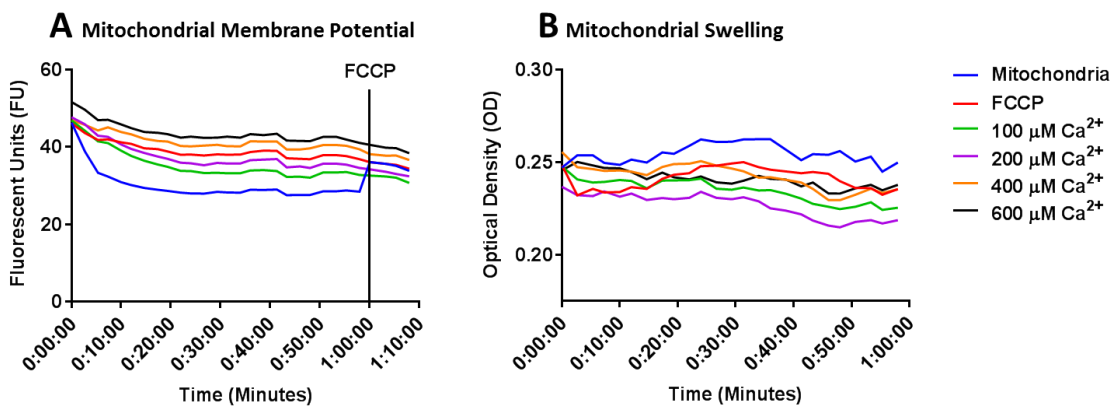 A Mitochondrial Membrane Potential
FCCP
Fluorescent Units (FU)
60
40
20
0
0:00:00
0:10:00
0:20:00
0:30:00
0:40:00
0:50:00
1:00:00
1:10:00
Time (Minutes)
B Mitochondrial Swelling
Optical Density (OD)
0.30
0.25
0.20
0:00:00
0:10:00
0:20:00
0:30:00
0:40:00
0:50:00
1:00:00
Time (Minutes)
Mitochondria
FCCP
100 µM Ca²⁺
200 µM Ca²⁺
400 µM Ca²⁺
600 µM Ca²⁺